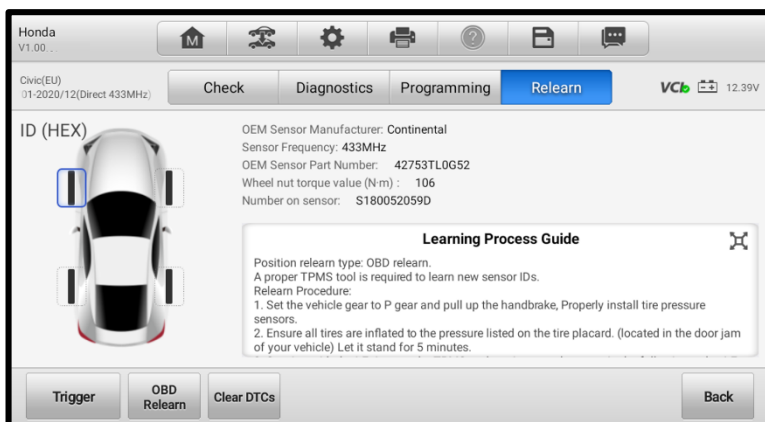 Honda
V1.00...
M
?
Civic(EU)
01-2020/12(Direct 433MHz)
Check
Diagnostics
Programming
Relearn
VCI
12.39V
ID (HEX)
OEM Sensor Manufacturer: Continental
Sensor Frequency: 433MHz
OEM Sensor Part Number: 42753TL0G52
Wheel nut torque value (N·m) : 106
Number on sensor: S180052059D
Learning Process Guide
Position relearn type: OBD relearn.
A proper TPMS tool is required to learn new sensor IDs.
Relearn Procedure:
1. Set the vehicle gear to P gear and pull up the handbrake, Properly install tire pressure
sensors.
2. Ensure all tires are inflated to the pressure listed on the tire placard. (located in the door jam
of your vehicle) Let it stand for 5 minutes.
Trigger
OBD
Relearn
Clear DTCs
Back